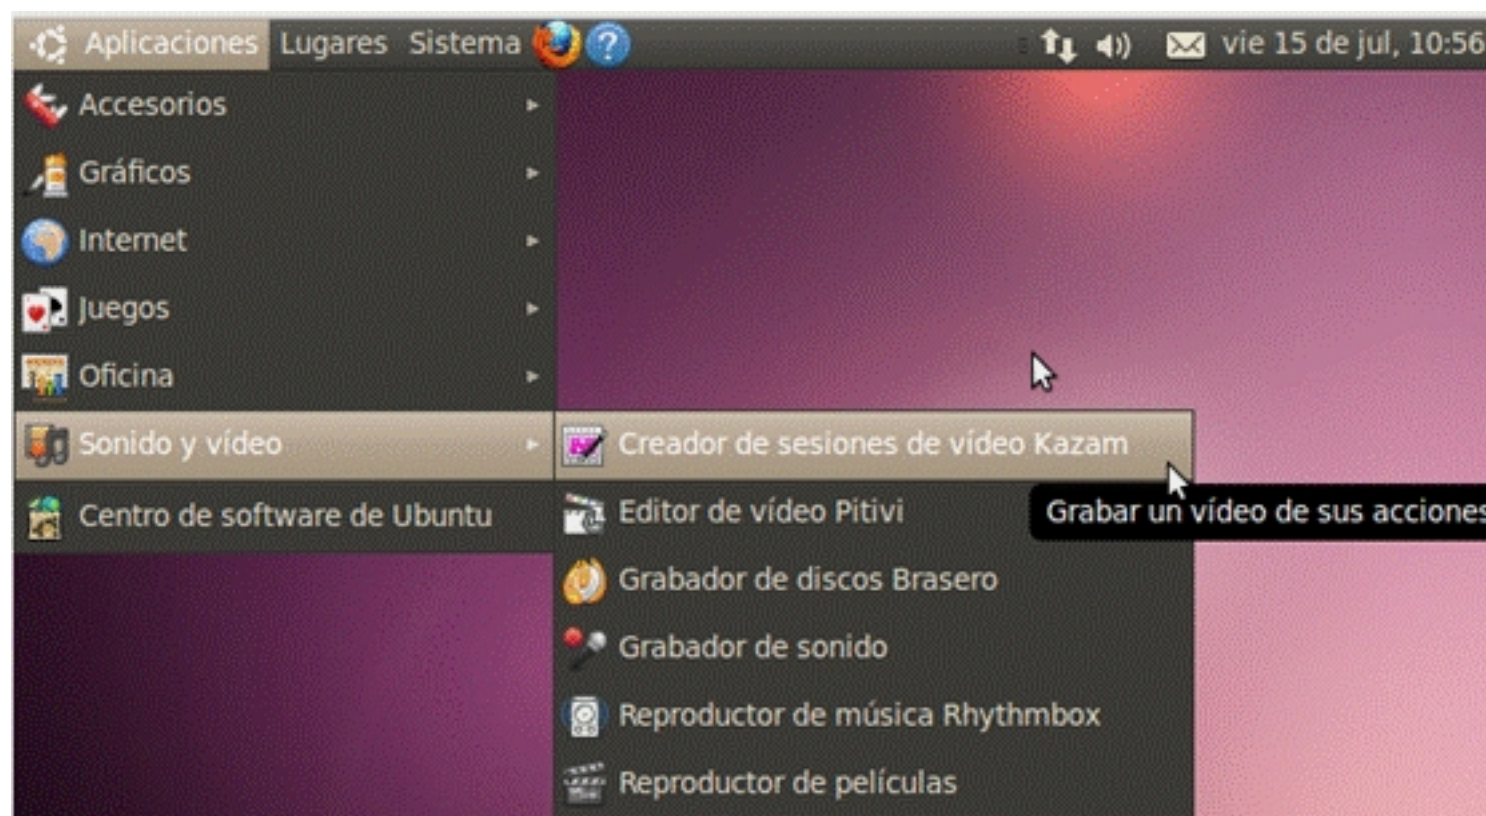 Aplicaciones Lugares Sistema ? vie 15 de jul, 10:56
Accesorios
Gráficos
Internet
Juegos
Oficina
Sonido y vídeo
Creador de sesiones de vídeo Kazam
Centro de software de Ubuntu
Editor de vídeo Pitivi
Grabar un vídeo de sus acciones
Grabador de discos Brasero
Grabador de sonido
Reproductor de música Rhythmbox
Reproductor de películas